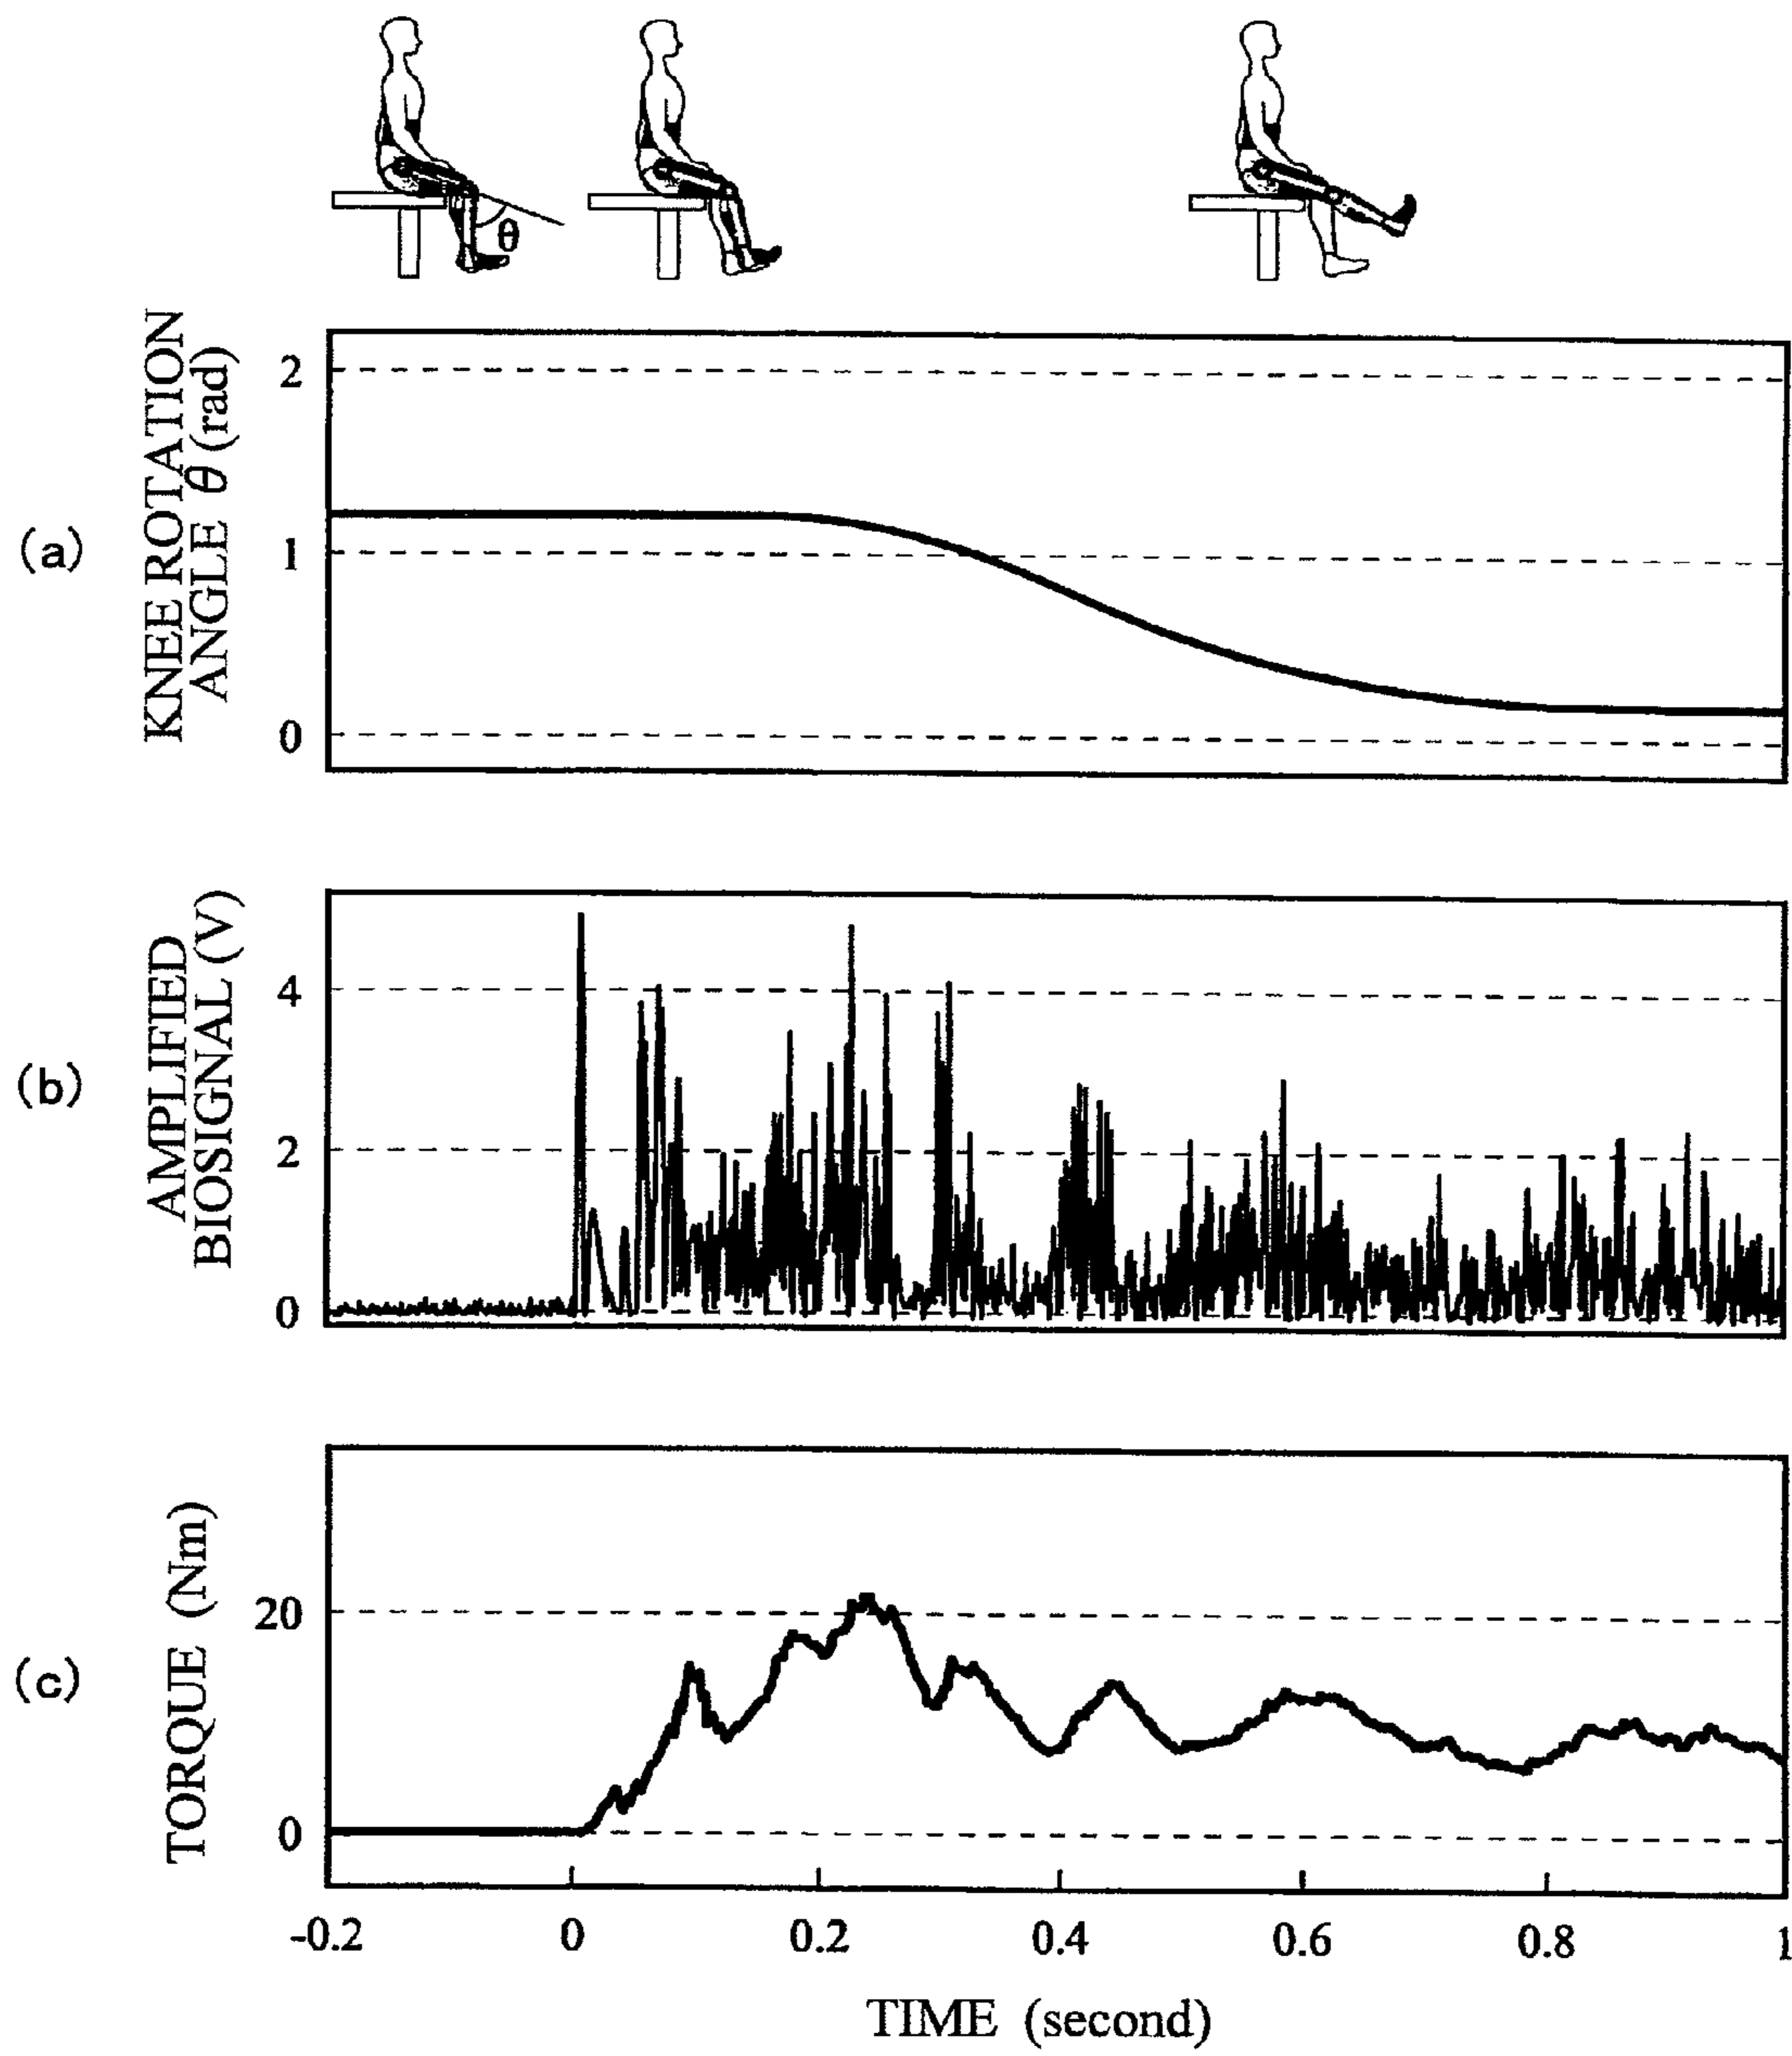 θ
(a)
KNEE ROTATION
ANGLE θ (rad)
2
1
0
(b)
AMPLIFIED
BIOSIGNAL (V)
4
2
0
(c)
TORQUE (Nm)
20
0
-0.2 0 0.2 0.4 0.6 0.8 1
TIME (second)